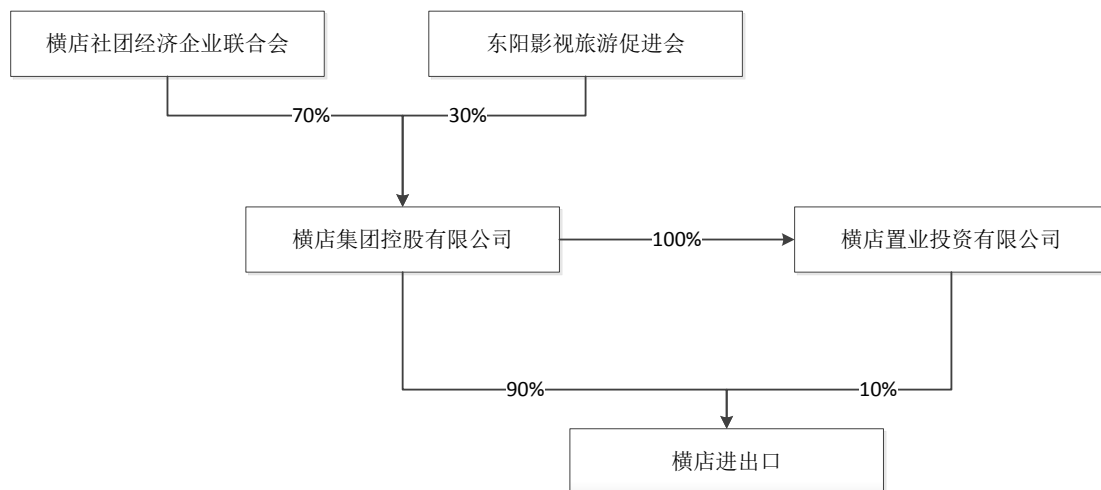 横店社团经济企业联合会
东阳影视旅游促进会
70%
30%
横店集团控股有限公司
100%
横店置业投资有限公司
90%
10%
横店进出口